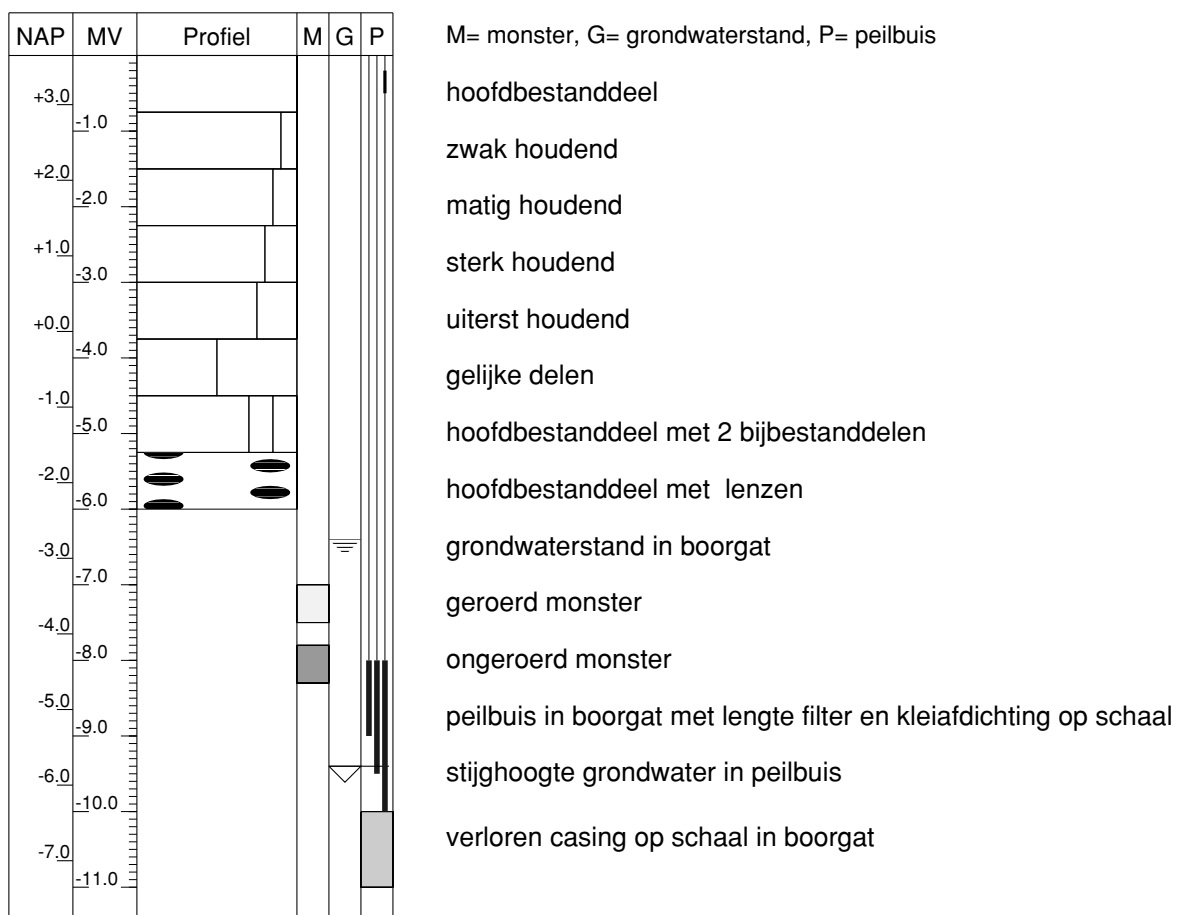 NAP MV Profiel M G P M= monster, G= grondwaterstand, P= peilbuis
hoofdbestanddeel
+3.0
-1.0
zwak houdend
+2.0
-2.0
matig houdend
+1.0
sterk houdend
-3.0
uiterst houdend
+0.0
-4.0
gelijke delen
-1.0
-5.0
hoofdbestanddeel met 2 bijbestanddelen
-2.0
hoofdbestanddeel met lenzen
-6.0
grondwaterstand in boorgat
-3.0
-7.0
geroerd monster
-4.0
-8.0
ongeroerd monster
-5.0
peilbuis in boorgat met lengte filter en kleiafdichting op schaal
-9.0
stijghoogte grondwater in peilbuis
-6.0
-10.0
verloren casing op schaal in boorgat
-7.0
-11.0